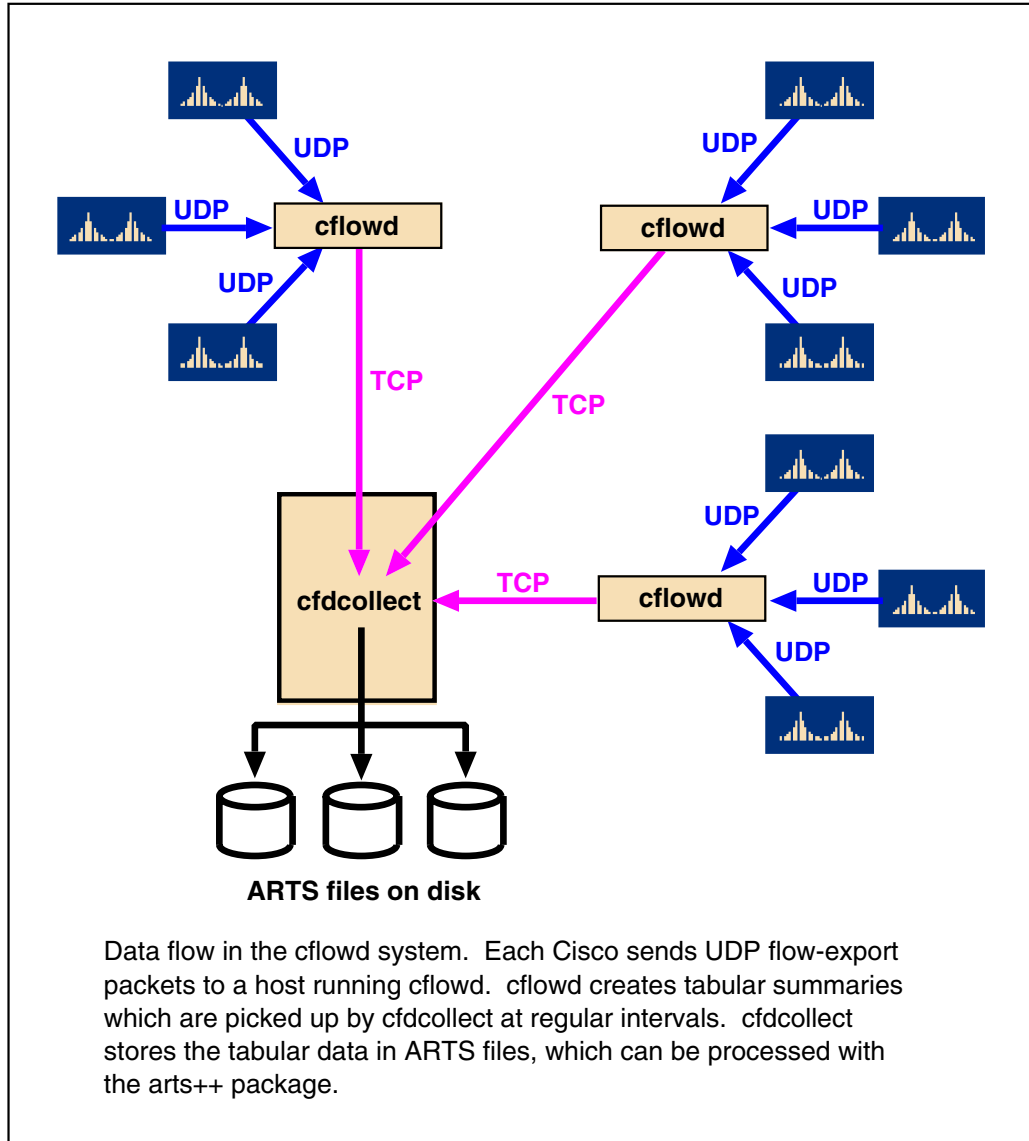 UDP
UDP
UDP
UDP
cflowd
cflowd
UDP
UDP
UDP
TCP
TCP
UDP
TCP
UDP
cfdcollect
cflowd
UDP
ARTS files on disk
Data flow in the cflowd system.  Each Cisco sends UDP flow-export
packets to a host running cflowd.  cflowd creates tabular summaries
which are picked up by cfdcollect at regular intervals.  cfdcollect
stores the tabular data in ARTS files, which can be processed with
the arts++ package.